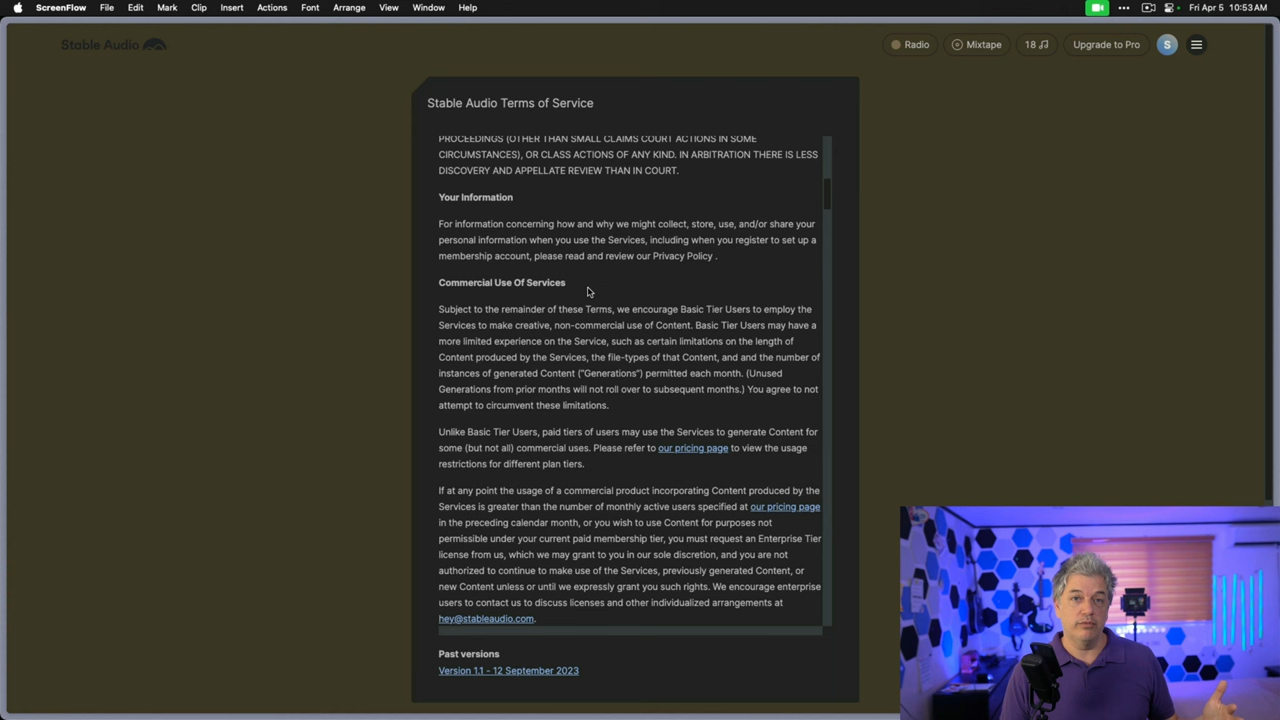 ScreenFlow File Edit Mark Clip Insert Actions Font Arrange View Window Help Fri Apr 5 10:53 AM
Stable Audio Radio Mixtape 18 Upgrade to Pro S
Stable Audio Terms of Service
PROCEEDINGS (OTHER THAN SMALL CLAIMS COURT ACTIONS IN SOME
CIRCUMSTANCES), OR CLASS ACTIONS OF ANY KIND. IN ARBITRATION THERE IS LESS
DISCOVERY AND APPELLATE REVIEW THAN IN COURT.
Your Information
For information concerning how and why we might collect, store, use, and/or share your
personal information when you use the Services, including when you register to set up a
membership account, please read and review our Privacy Policy .
Commercial Use Of Services
Subject to the remainder of these Terms, we encourage Basic Tier Users to employ the
Services to make creative, non-commercial use of Content. Basic Tier Users may have a
more limited experience on the Service, such as certain limitations on the length of
Content produced by the Services, the file-types of that Content, and and the number of
instances of generated Content ("Generations") permitted each month. (Unused
Generations from prior months will not roll over to subsequent months.) You agree to not
attempt to circumvent these limitations.
Unlike Basic Tier Users, paid tiers of users may use the Services to generate Content for
some (but not all) commercial uses. Please refer to our pricing page to view the usage
restrictions for different plan tiers.
If at any point the usage of a commercial product incorporating Content produced by the
Services is greater than the number of monthly active users specified at our pricing page
in the preceding calendar month, or you wish to use Content for purposes not
permissible under your current paid membership tier, you must request an Enterprise Tier
license from us, which we may grant to you in our sole discretion, and you are not
authorized to continue to make use of the Services, previously generated Content, or
new Content unless or until we expressly grant you such rights. We encourage enterprise
users to contact us to discuss licenses and other individualized arrangements at
hey@stableaudio.com.
Past versions
Version 1.1 - 12 September 2023